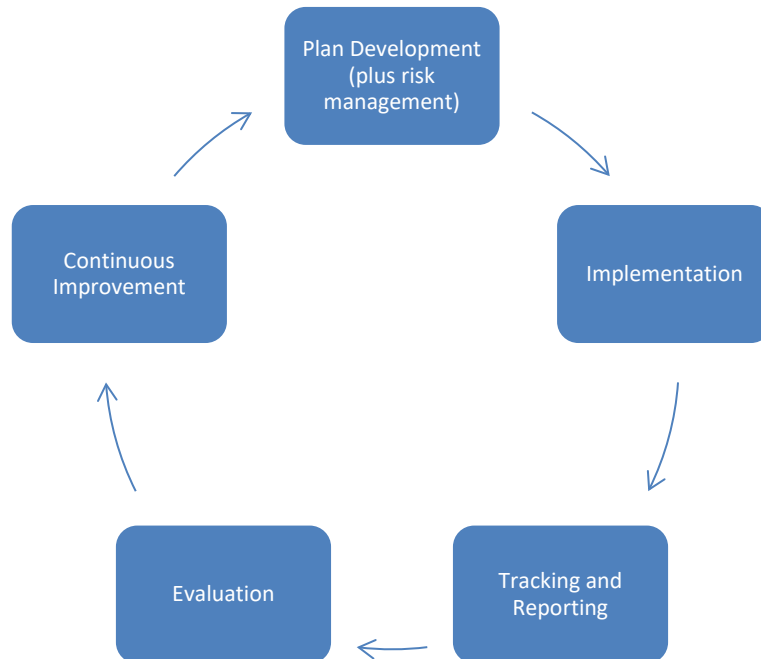 Plan Development
(plus risk
management)
Implementation
Tracking and
Reporting
Evaluation
Continuous
Improvement